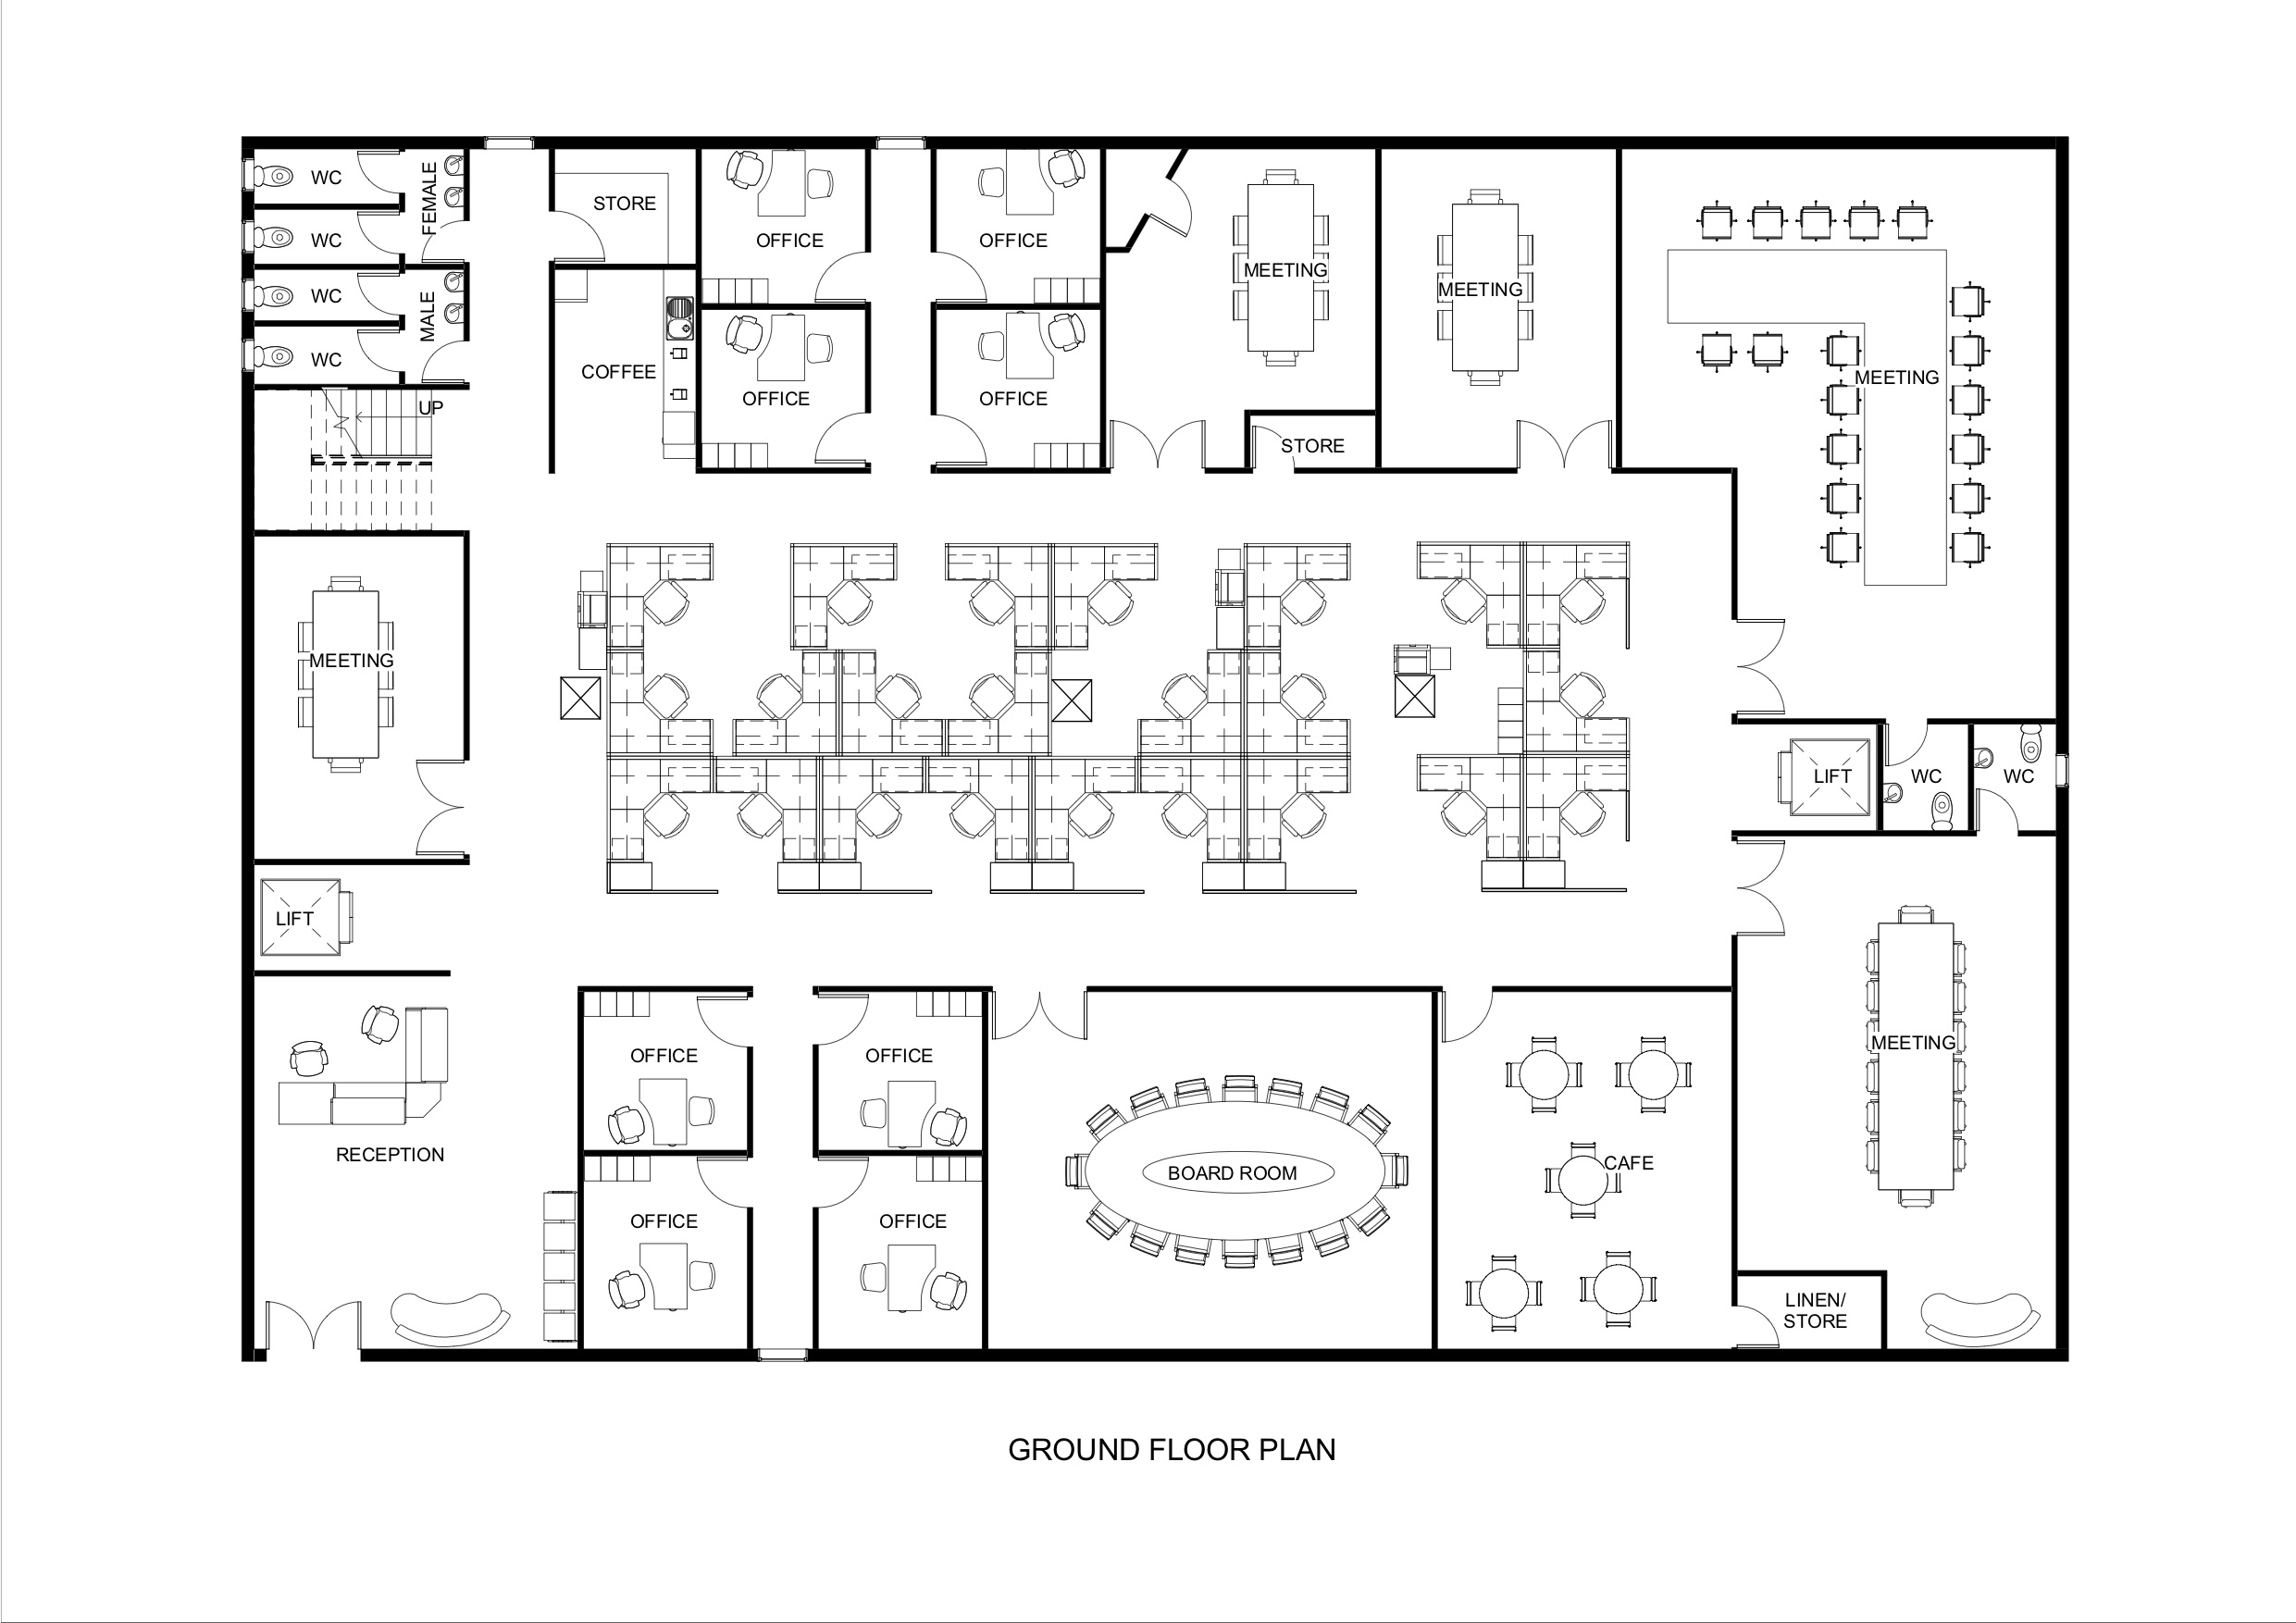 WC
FEMALE
STORE
OFFICE
OFFICE
WC
MEETING
MEETING
WC
MALE
WC
COFFEE
OFFICE
OFFICE
MEETING
UP
STORE
MEETING
LIFT
WC
WC
LIFT
RECEPTION
OFFICE
OFFICE
MEETING
OFFICE
OFFICE
BOARD ROOM
CAFE
LINEN/
STORE
GROUND FLOOR PLAN